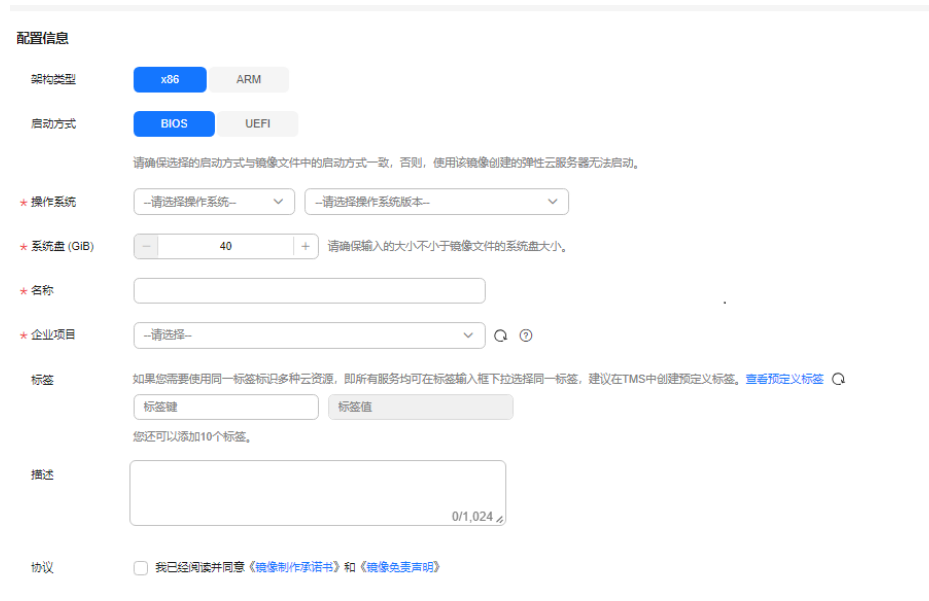 配置信息
架构类型 x86 ARM
启动方式 BIOS UEFI
请确保选择的启动方式与镜像文件中的启动方式一致，否则，使用该镜像创建的弹性云服务器无法启动。
* 操作系统 --请选择操作系统-- --请选择操作系统版本--
* 系统盘 (GiB) － 40 + 请确保输入的大小不小于镜像文件的系统盘大小。
* 名称
* 企业项目 --请选择-- ?
标签 如果您需要使用同一标签标识多种云资源，即所有服务均可在标签输入框下拉选择同一标签，建议在TMS中创建预定义标签。查看预定义标签
标签键 标签值
您还可以添加10个标签。
描述
0/1,024
协议 我已经阅读并同意《镜像制作承诺书》和《镜像免责声明》